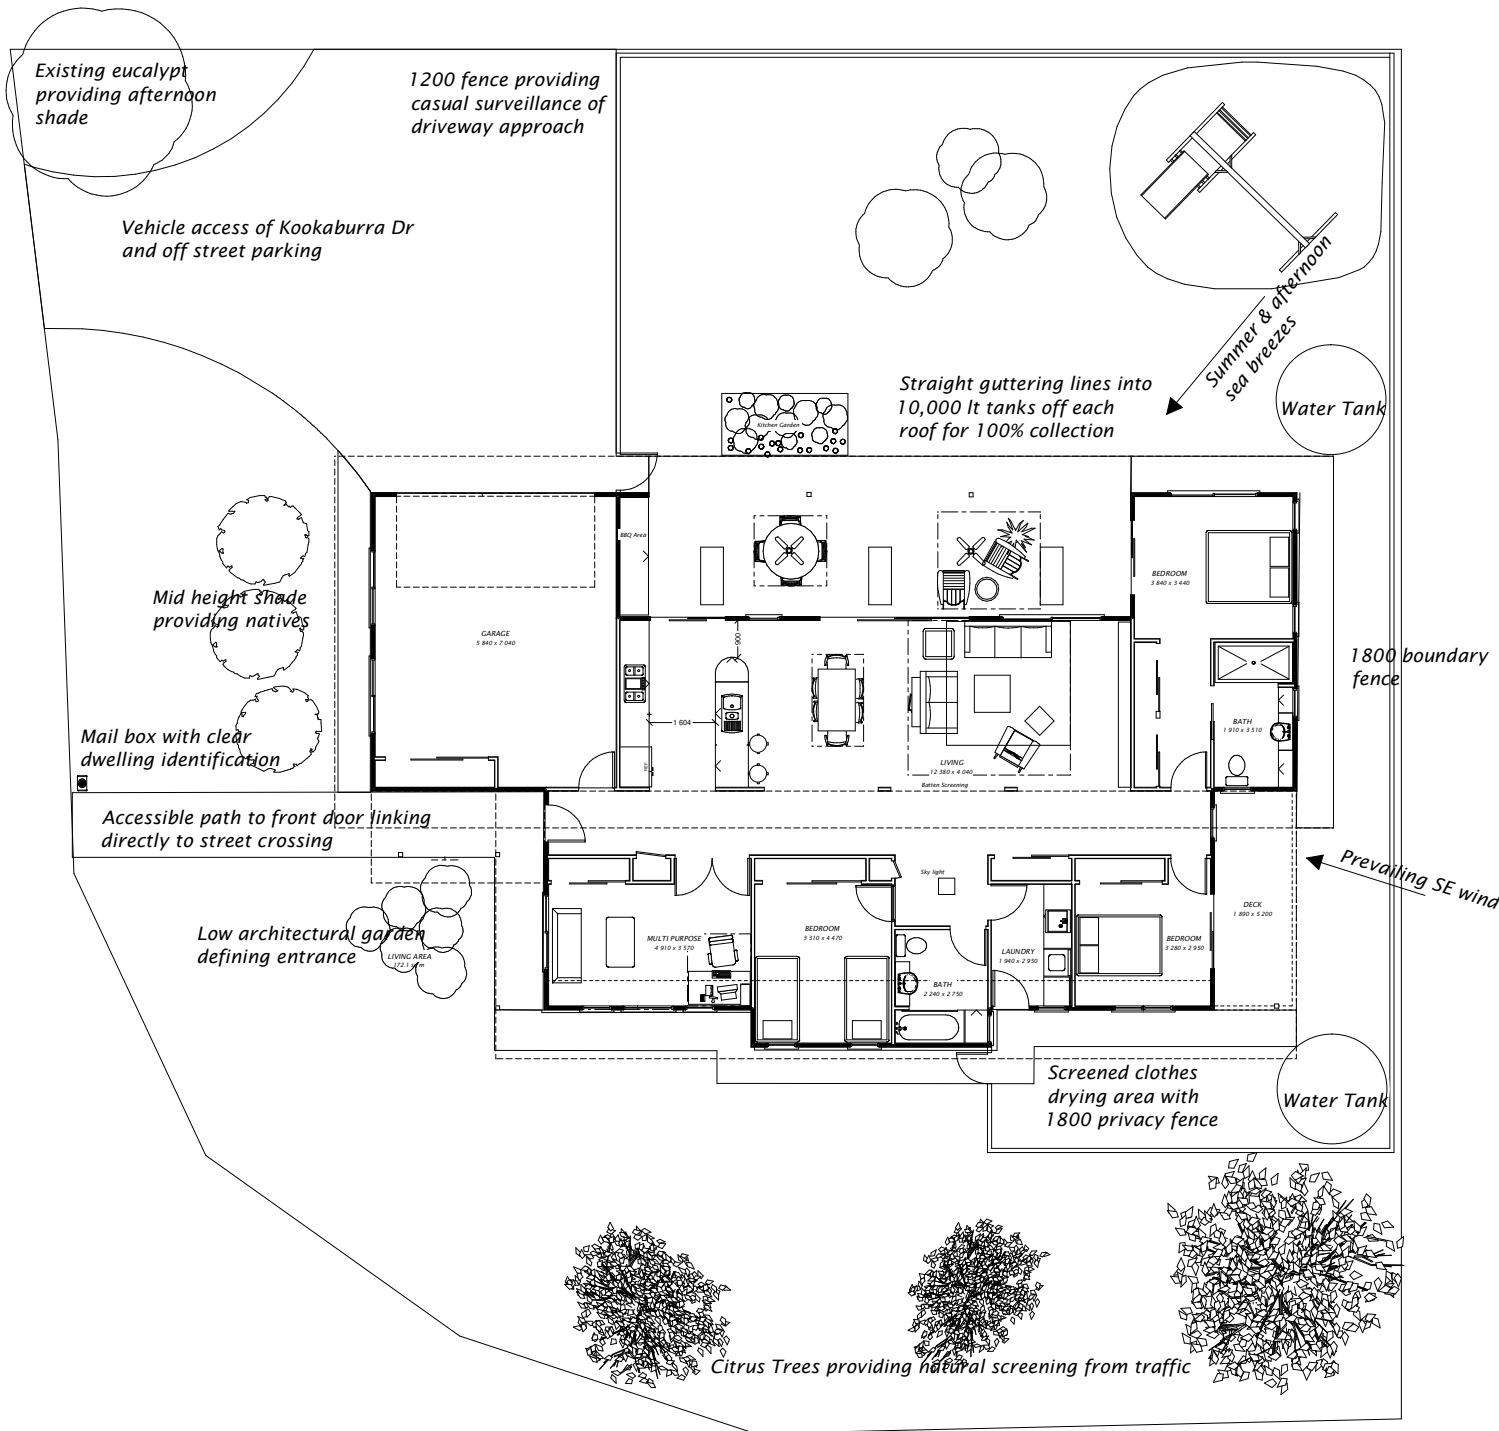 Existing eucalypt
providing afternoon
shade
1200 fence providing
casual surveillance of
driveway approach
Vehicle access of Kookaburra Dr
and off street parking
Summer & afternoon
sea breezes
Straight guttering lines into
10,000 lt tanks off each
roof for 100% collection
Water Tank
Kitchen Garden
BBQ Area
BEDROOM
3 840 x 3 440
Mid height shade
providing natives
GARAGE
5 840 x 7 040
900
1800 boundary
fence
1 604
BATH
1 910 x 3 510
Mail box with clear
dwelling identification
REF
LIVING
12 380 x 4 040
Batten Screening
Accessible path to front door linking
directly to street crossing
Prevailing SE wind
Sky light
DECK
1 890 x 5 200
Low architectural garden
defining entrance
LIVING AREA
172.1 sq m
MULTI PURPOSE
4 910 x 3 570
BEDROOM
3 310 x 4 470
BATH
2 240 x 2 750
LAUNDRY
1 940 x 2 950
BEDROOM
3 280 x 2 950
Screened clothes
drying area with
1800 privacy fence
Water Tank
Citrus Trees providing natural screening from traffic